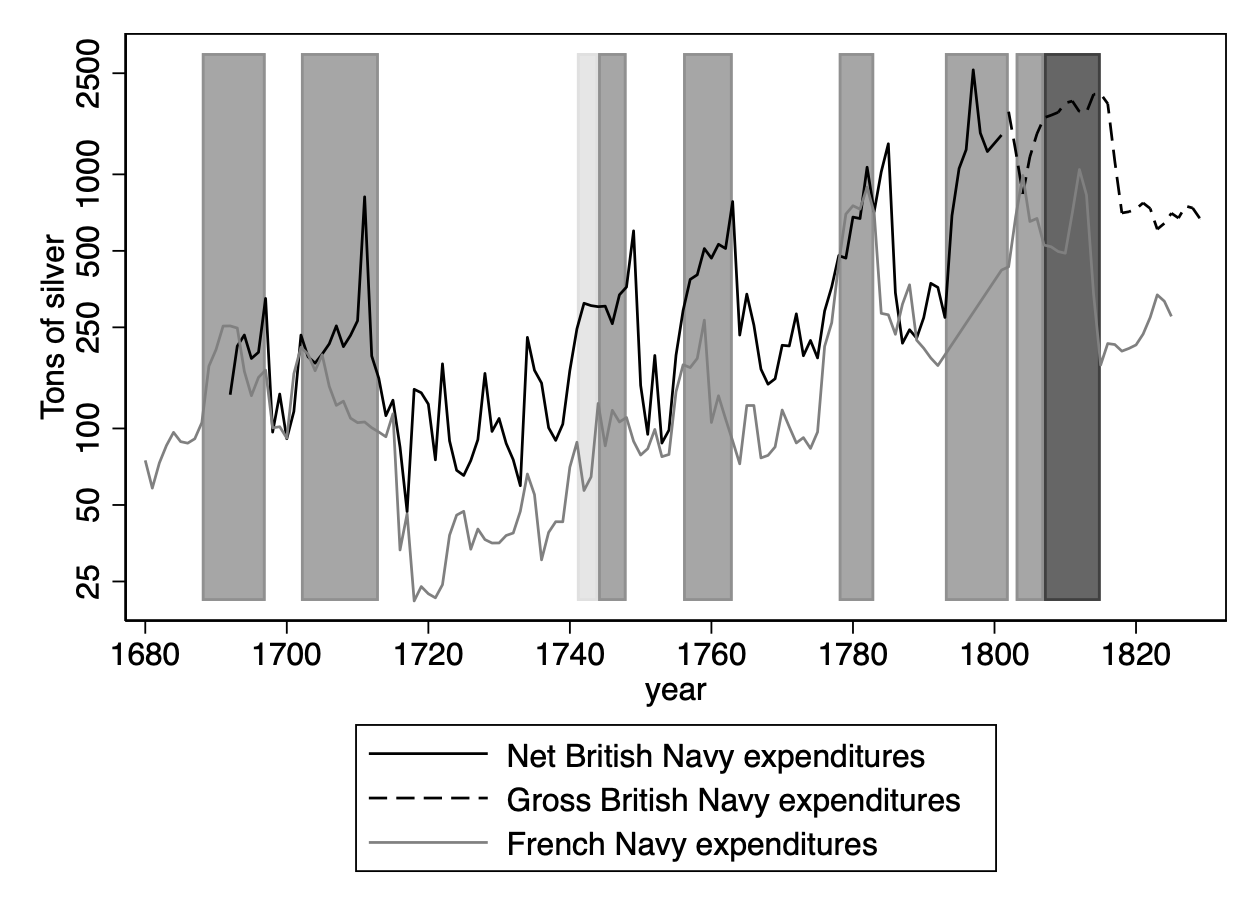 Tons of silver
2500
1000
500
250
100
50
25
1680 1700 1720 1740 1760 1780 1800 1820
year
Net British Navy expenditures
Gross British Navy expenditures
French Navy expenditures